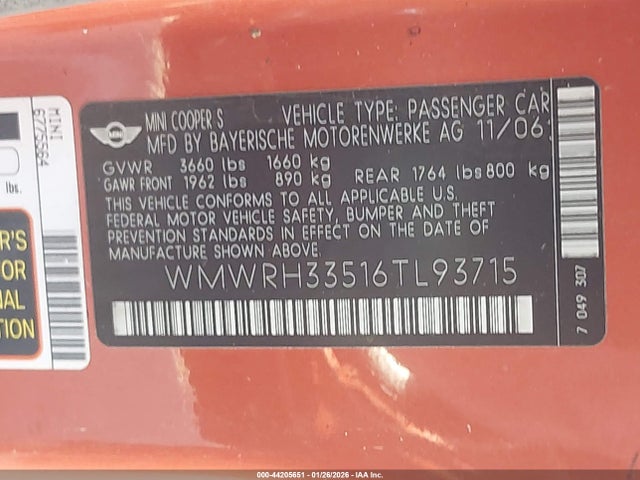 MINI
MINI COOPER S VEHICLE TYPE: PASSENGER CAR
MFD BY BAYERISCHE MOTORENWERKE AG 11/06
GVWR 3660 lbs 1660 kg
GAWR FRONT 1962 lbs 890 kg REAR 1764 lbs 800 kg
THIS VEHICLE CONFORMS TO ALL APPLICABLE U.S.
FEDERAL MOTOR VEHICLE SAFETY, BUMPER AND THEFT
PREVENTION STANDARDS IN EFFECT ON THE DATE OF
MANUFACTURE SHOWN ABOVE.
WMWRH33516TL93715
7 049 307
MINI
lbs.
000-44205651 - 01/26/2026 - IAA Inc.